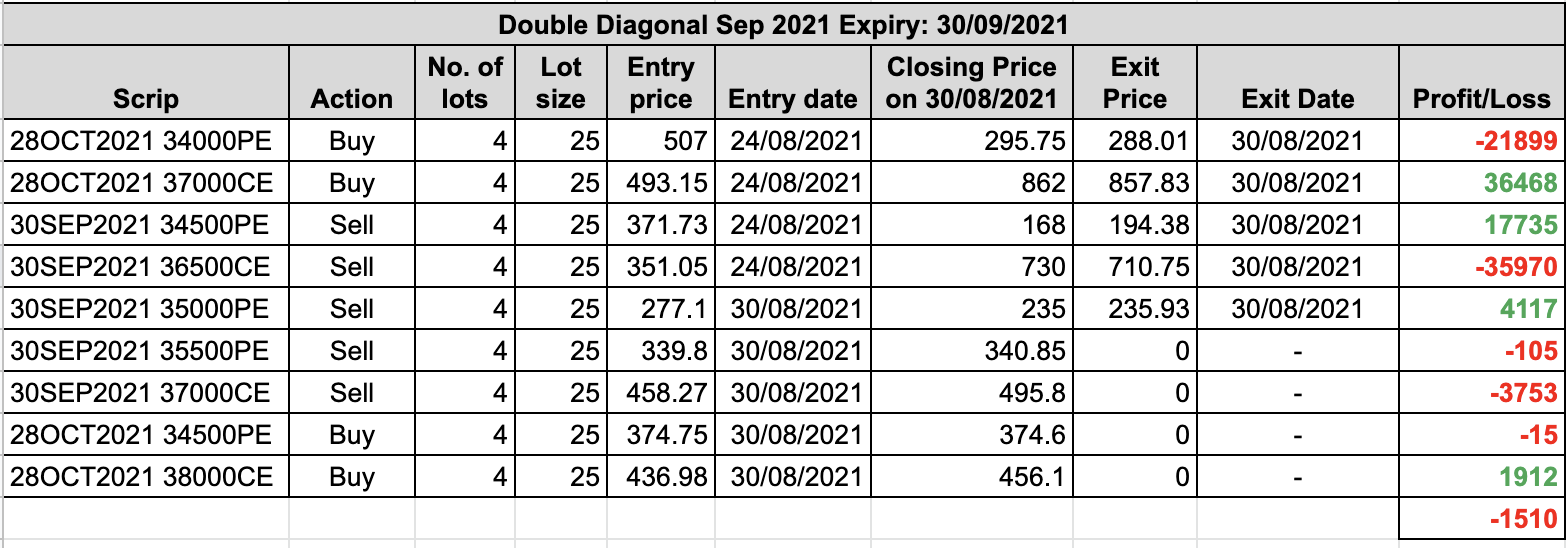 Double Diagonal Sep 2021 Expiry: 30/09/2021
Scrip Action No. of lots Lot size Entry price Entry date Closing Price on 30/08/2021 Exit Price Exit Date Profit/Loss
28OCT2021 34000PE Buy 4 25 507 24/08/2021 295.75 288.01 30/08/2021 -21899
28OCT2021 37000CE Buy 4 25 493.15 24/08/2021 862 857.83 30/08/2021 36468
30SEP2021 34500PE Sell 4 25 371.73 24/08/2021 168 194.38 30/08/2021 17735
30SEP2021 36500CE Sell 4 25 351.05 24/08/2021 730 710.75 30/08/2021 -35970
30SEP2021 35000PE Sell 4 25 277.1 30/08/2021 235 235.93 30/08/2021 4117
30SEP2021 35500PE Sell 4 25 339.8 30/08/2021 340.85 0 - -105
30SEP2021 37000CE Sell 4 25 458.27 30/08/2021 495.8 0 - -3753
28OCT2021 34500PE Buy 4 25 374.75 30/08/2021 374.6 0 - -15
28OCT2021 38000CE Buy 4 25 436.98 30/08/2021 456.1 0 - 1912
-1510